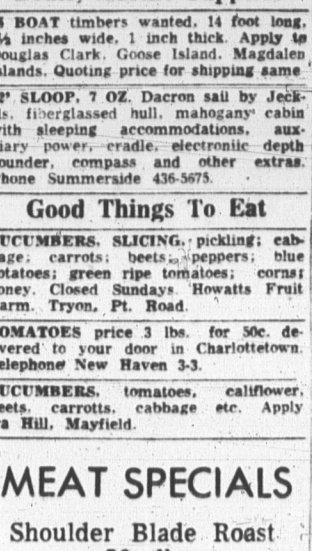 BOAT timbers wanted, 14 foot long,
inches wide, 1 inch thick. Apply to
ouglas Clark, Goose Island, Magdalen
slands. Quoting price for shipping same
SLOOP, 7 OZ. Dacron sail by Jeck-
ls, fiberglassed hull, mahogany cabin
ith sleeping accommodations, aux-
iary power, cradle, electroniic depth
ounder, compass and other extras.
hone Summerside 436-5675.
Good Things To Eat
UCUMBERS, SLICING, pickling; cab-
age; carrots; beets; peppers; blue
otatoes; green ripe tomatoes; corn;
oney. Closed Sundays. Howatts Fruit
arm. Tryon, Pt. Road.
OMATOES price 3 lbs. for 50c. de-
vered to your door in Charlottetown.
elephone New Haven 3-3.
UCUMBERS, tomatoes, califlower,
eets, carrotts, cabbage etc. Apply
a Hill, Mayfield.
MEAT SPECIALS
Shoulder Blade Roast